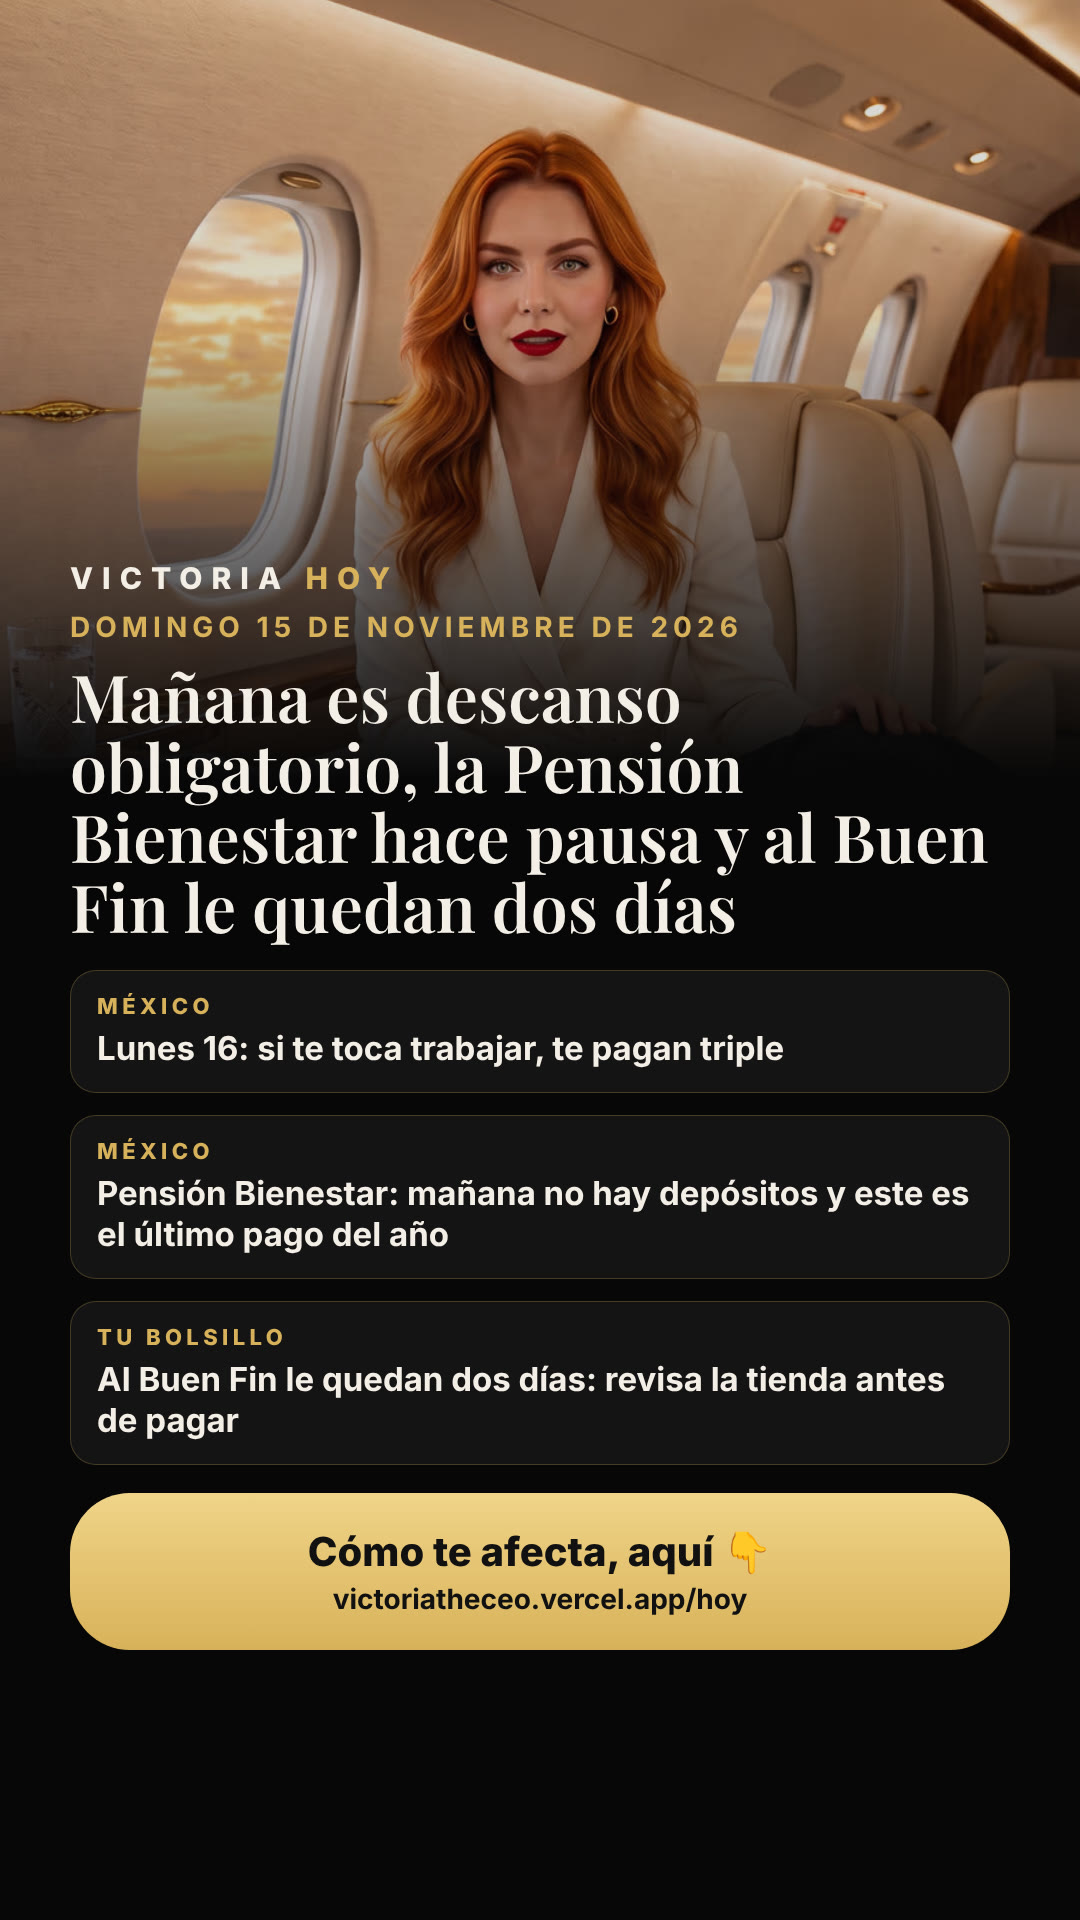 VICTORIA HOY
DOMINGO 15 DE NOVIEMBRE DE 2026
Mañana es descanso
obligatorio, la Pensión
Bienestar hace pausa y al Buen
Fin le quedan dos días
MÉXICO
Lunes 16: si te toca trabajar, te pagan triple
MÉXICO
Pensión Bienestar: mañana no hay depósitos y este es
el último pago del año
TU BOLSILLO
Al Buen Fin le quedan dos días: revisa la tienda antes
de pagar
Cómo te afecta, aquí 👇
victoriatheceo.vercel.app/hoy